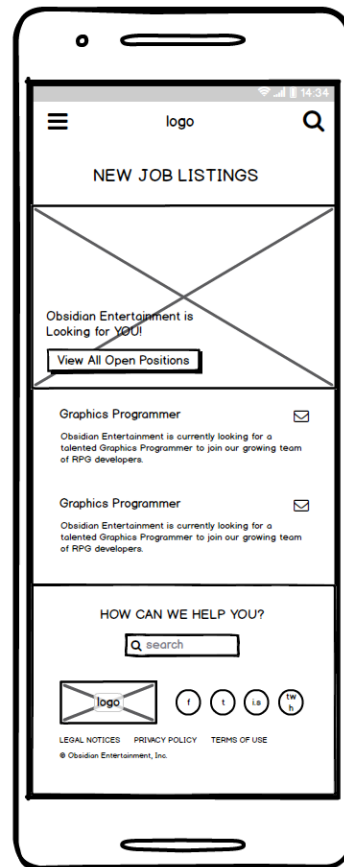 14:34
logo
NEW JOB LISTINGS
Obsidian Entertainment is
Looking for YOU!
View All Open Positions
Graphics Programmer
Obsidian Entertainment is currently looking for a
talented Graphics Programmer to join our growing team
of RPG developers.
Graphics Programmer
Obsidian Entertainment is currently looking for a
talented Graphics Programmer to join our growing team
of RPG developers.
HOW CAN WE HELP YOU?
search
logo
f t i.s tw
h
LEGAL NOTICES PRIVACY POLICY TERMS OF USE
© Obsidian Entertainment, Inc.